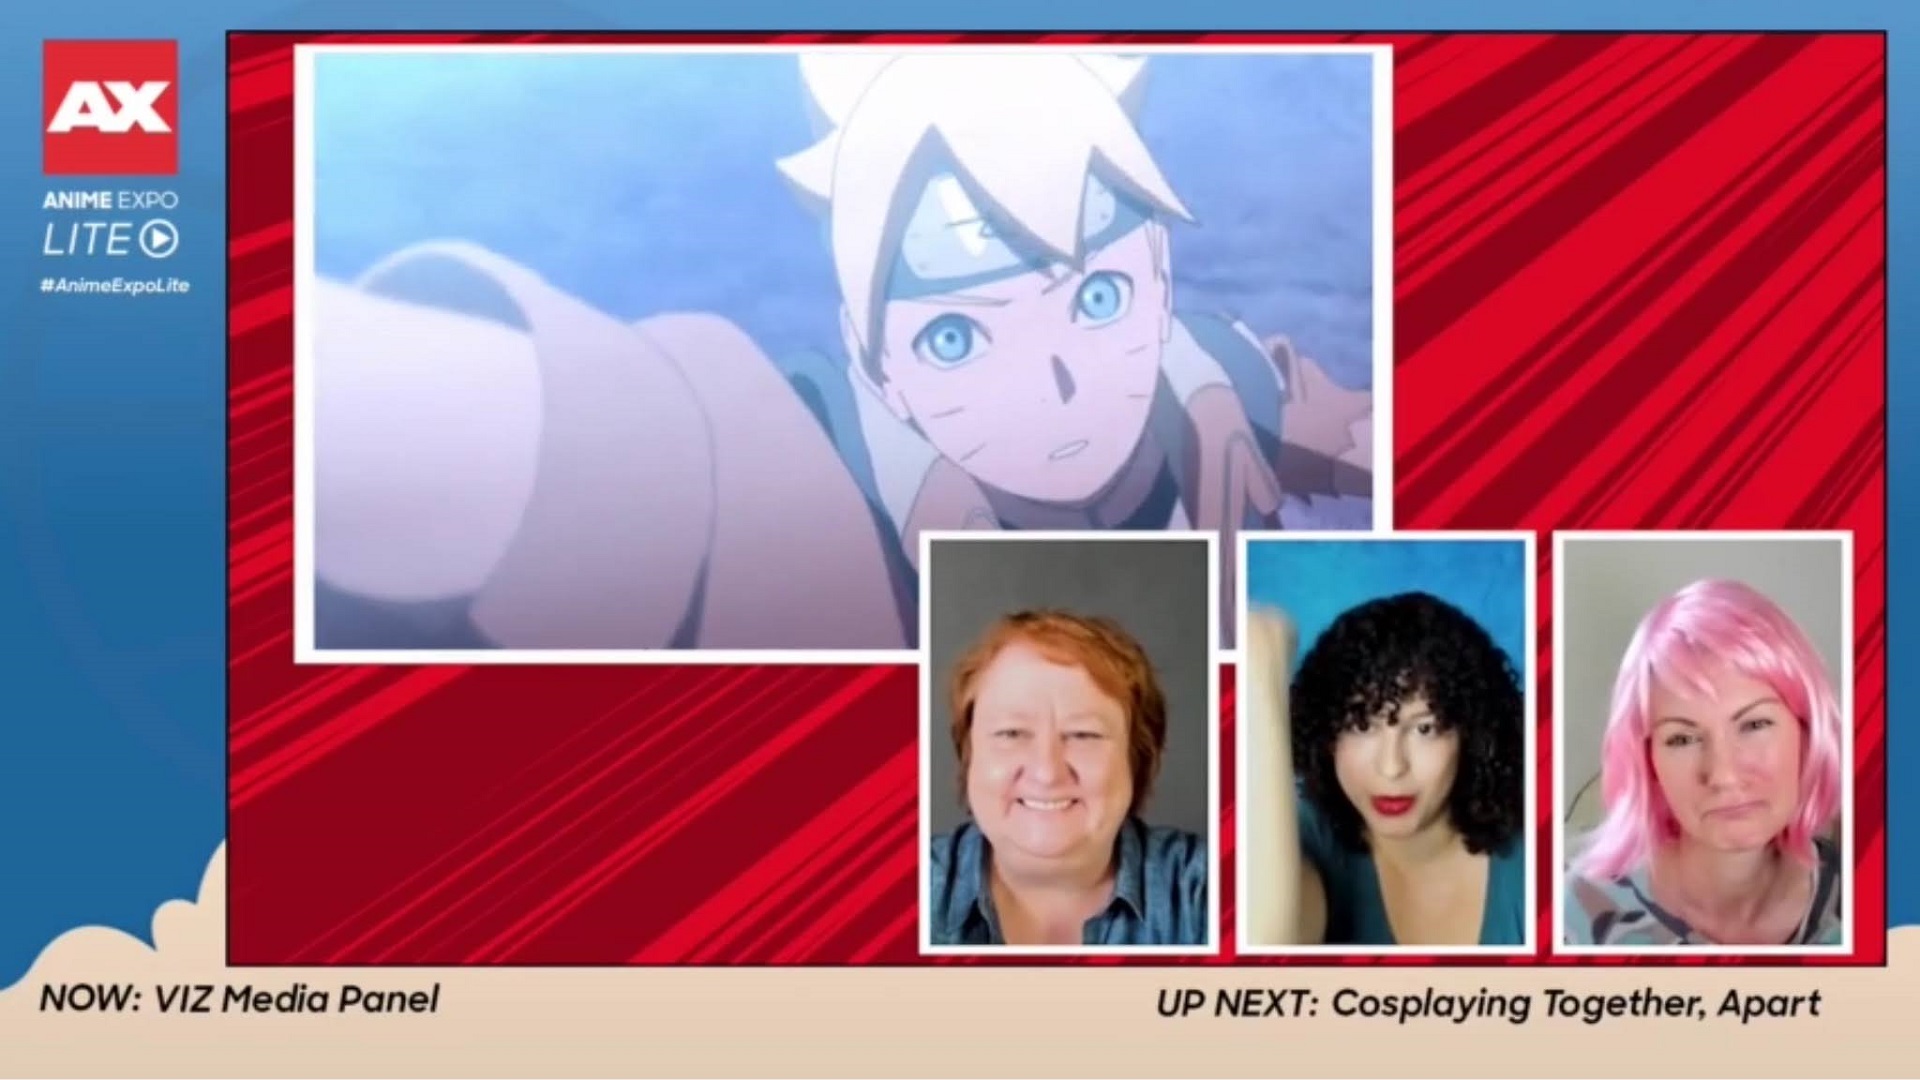 AX
ANIME EXPO
LITE
#AnimeExpoLite
NOW: VIZ Media Panel
UP NEXT: Cosplaying Together, Apart